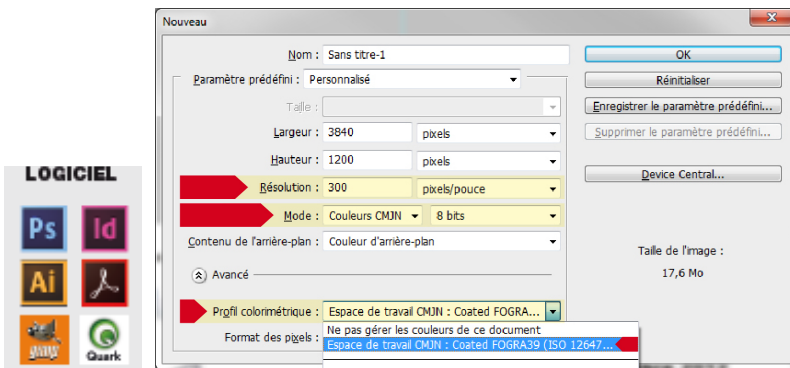 LOGICIEL
Ps Id
Ai
gimp Quark
Nouveau
Nom : Sans titre-1
OK
Paramètre prédéfini : Personnalisé
Réinitialiser
Taille :
Enregistrer le paramètre prédéfini...
Largeur : 3840 pixels
Supprimer le paramètre prédéfini...
Hauteur : 1200 pixels
Résolution : 300 pixels/pouce
Device Central...
Mode : Couleurs CMJN 8 bits
Contenu de l'arrière-plan : Couleur d'arrière-plan
Taille de l'image :
17,6 Mo
Avancé
Profil colorimétrique : Espace de travail CMJN : Coated FOGRA...
Format des pixels :
Ne pas gérer les couleurs de ce document
Espace de travail CMJN : Coated FOGRA39 (ISO 12647...